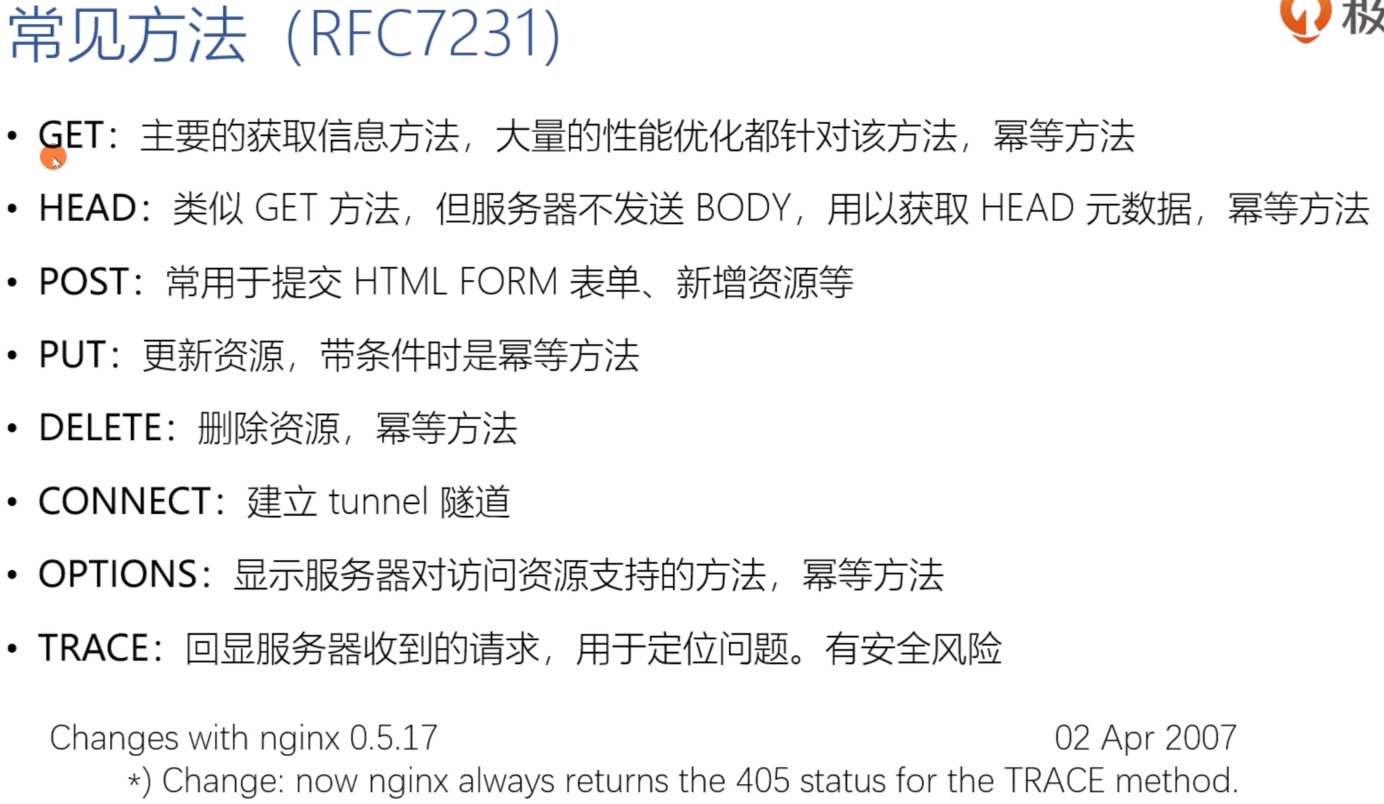 常见方法（RFC7231）
极
• GET：主要的获取信息方法，大量的性能优化都针对该方法，幂等方法
• HEAD：类似 GET 方法，但服务器不发送 BODY，用以获取 HEAD 元数据，幂等方法
• POST：常用于提交 HTML FORM 表单、新增资源等
• PUT：更新资源，带条件时是幂等方法
• DELETE：删除资源，幂等方法
• CONNECT：建立 tunnel 隧道
• OPTIONS：显示服务器对访问资源支持的方法，幂等方法
• TRACE：回显服务器收到的请求，用于定位问题。有安全风险
Changes with nginx 0.5.17 02 Apr 2007
*) Change: now nginx always returns the 405 status for the TRACE method.